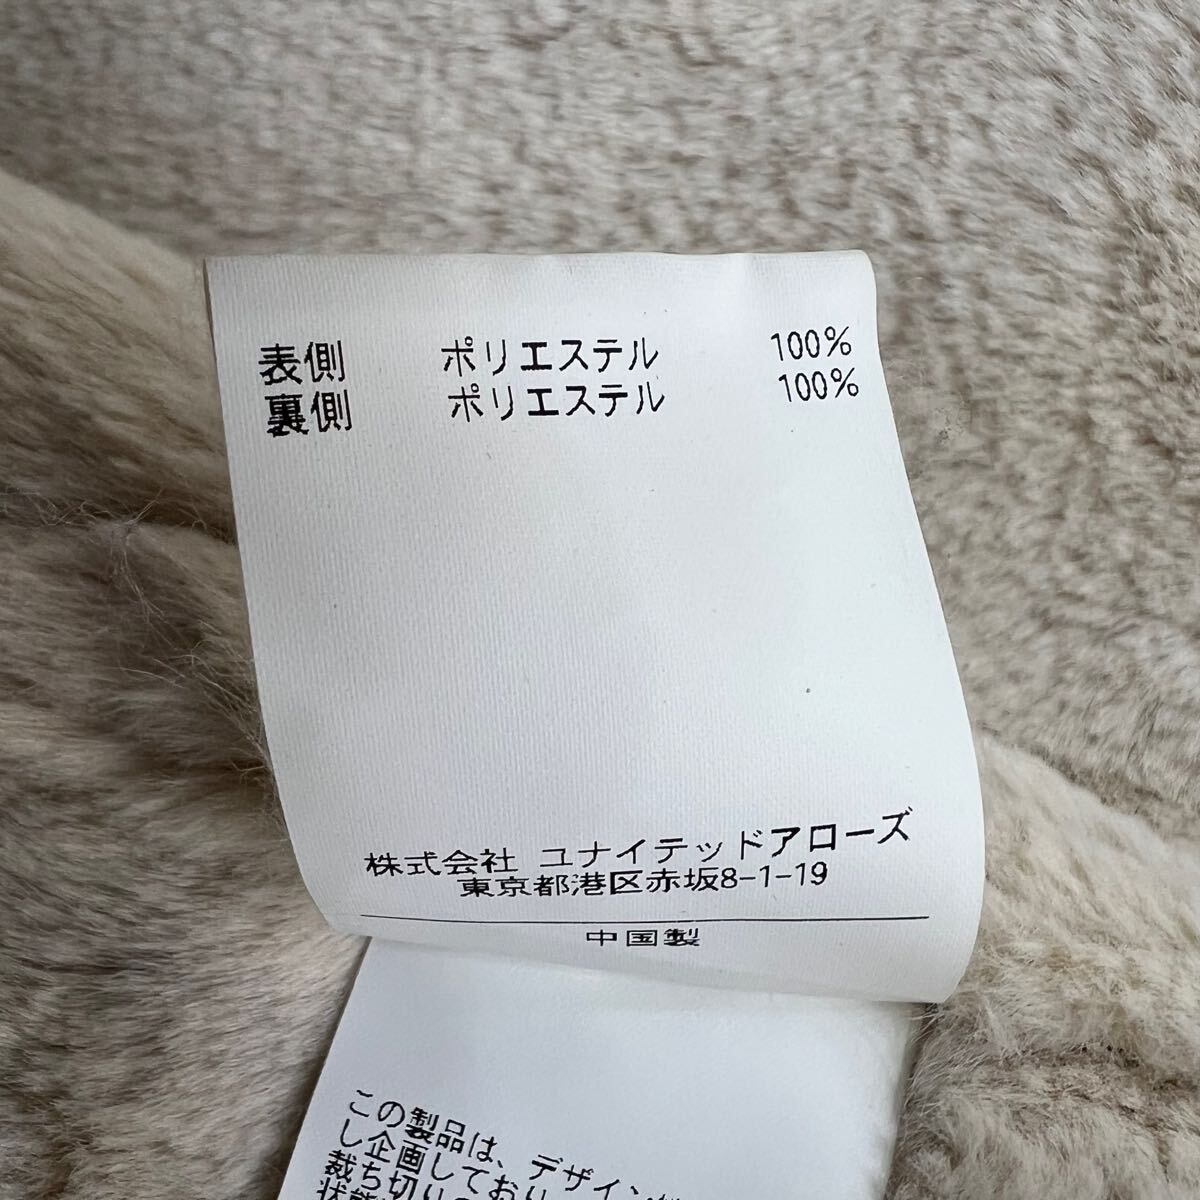 表側 ポリエステル 100%
裏側 ポリエステル 100%
株式会社 ユナイテッドアローズ
東京都港区赤坂8-1-19
中国製
この製品は、デザイン
し企画しており
裁ち切り
状態